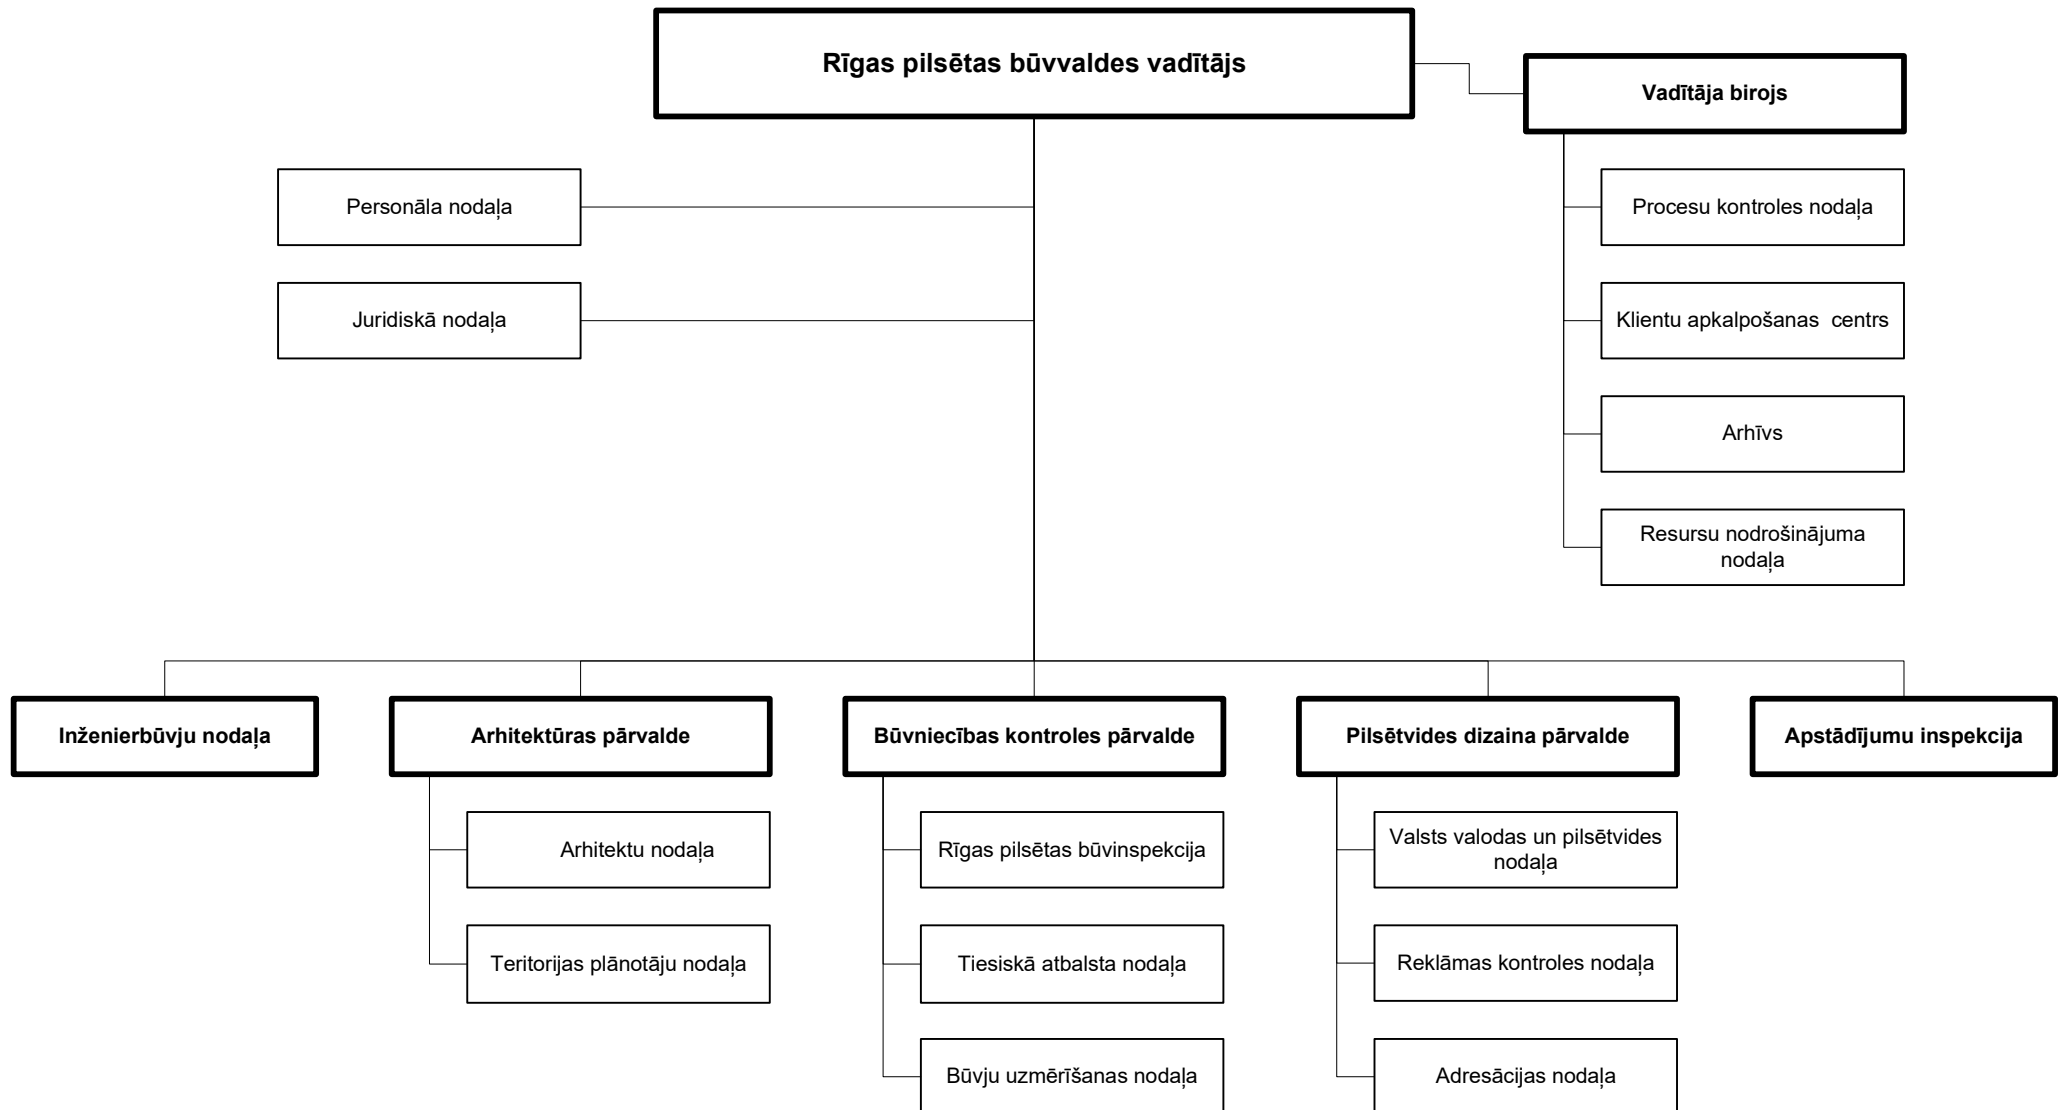 Rīgas pilsētas būvvaldes vadītājs
Vadītāja birojs
Personāla nodaļa
Procesu kontroles nodaļa
Juridiskā nodaļa
Klientu apkalpošanas  centrs
Arhīvs
Resursu nodrošinājuma
nodaļa
Inženierbūvju nodaļa
Arhitektūras pārvalde
Būvniecības kontroles pārvalde
Pilsētvides dizaina pārvalde
Apstādījumu inspekcija
Arhitektu nodaļa
Rīgas pilsētas būvinspekcija
Valsts valodas un pilsētvides
nodaļa
Teritorijas plānotāju nodaļa
Tiesiskā atbalsta nodaļa
Reklāmas kontroles nodaļa
Būvju uzmērīšanas nodaļa
Adresācijas nodaļa